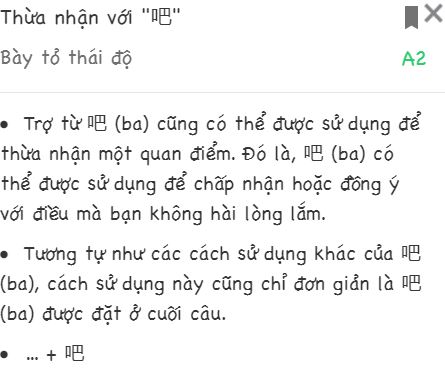 Thừa nhận với "吧"
Bày tỏ thái độ
A2
• Trợ từ 吧 (ba) cũng có thể được sử dụng để
thừa nhận một quan điểm. Đó là, 吧 (ba) có
thể được sử dụng để chấp nhận hoặc đồng ý
với điều mà bạn không hài lòng lắm.
• Tương tự như các cách sử dụng khác của 吧
(ba), cách sử dụng này cũng chỉ đơn giản là 吧
(ba) được đặt ở cuối câu.
• ... + 吧